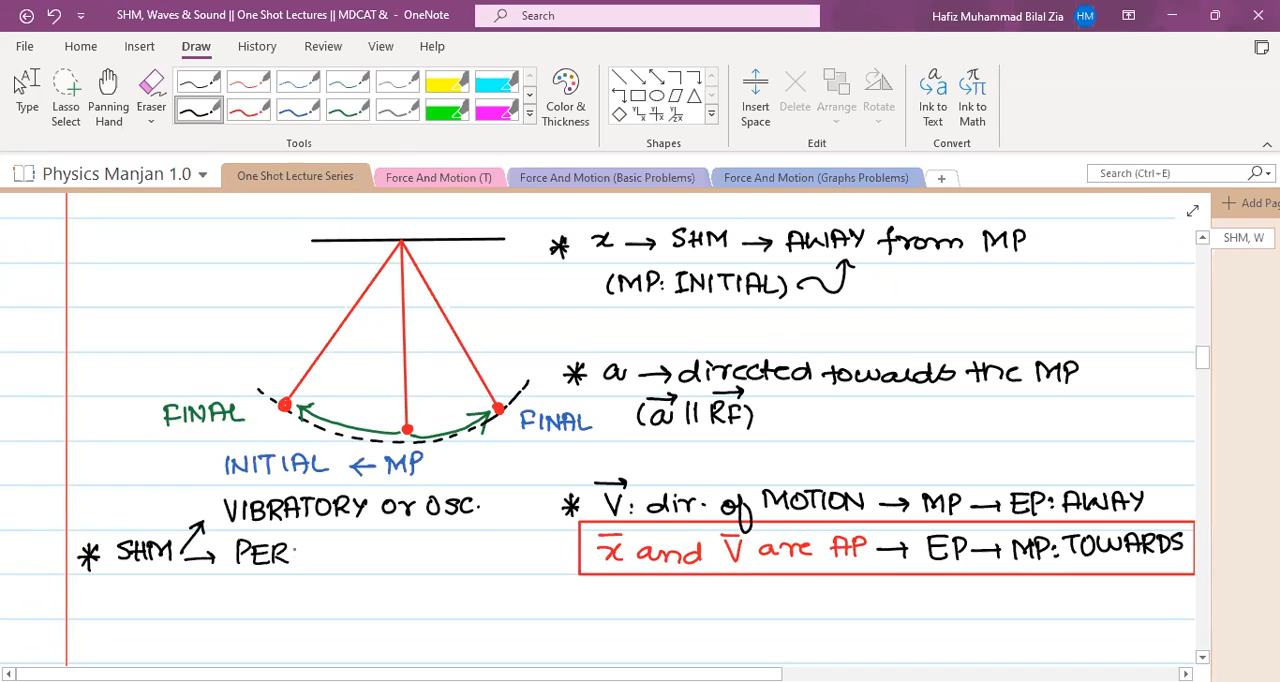 SHM, Waves & Sound || One Shot Lectures || MDCAT & - OneNote
Search
Hafiz Muhammad Bilal Zia
HM
File Home Insert Draw History Review View Help
Type
Lasso Select
Panning Hand
Eraser
Color & Thickness
Insert Space
Delete
Arrange
Rotate
Ink to Text
Ink to Math
Tools
Shapes
Edit
Convert
Physics Manjan 1.0
One Shot Lecture Series
Force And Motion (T)
Force And Motion (Basic Problems)
Force And Motion (Graphs Problems)
Search (Ctrl+E)
Add Pag
SHM, W
* x → SHM → AWAY from MP
(MP: INITIAL)
* a → directed towards the MP
(a || RF)
FINAL
FINAL
INITIAL ← MP
VIBRATORY or OSC.
* SHM → PER
* V: dir. of MOTION → MP → EP: AWAY
x and V are AP → EP → MP: TOWARDS